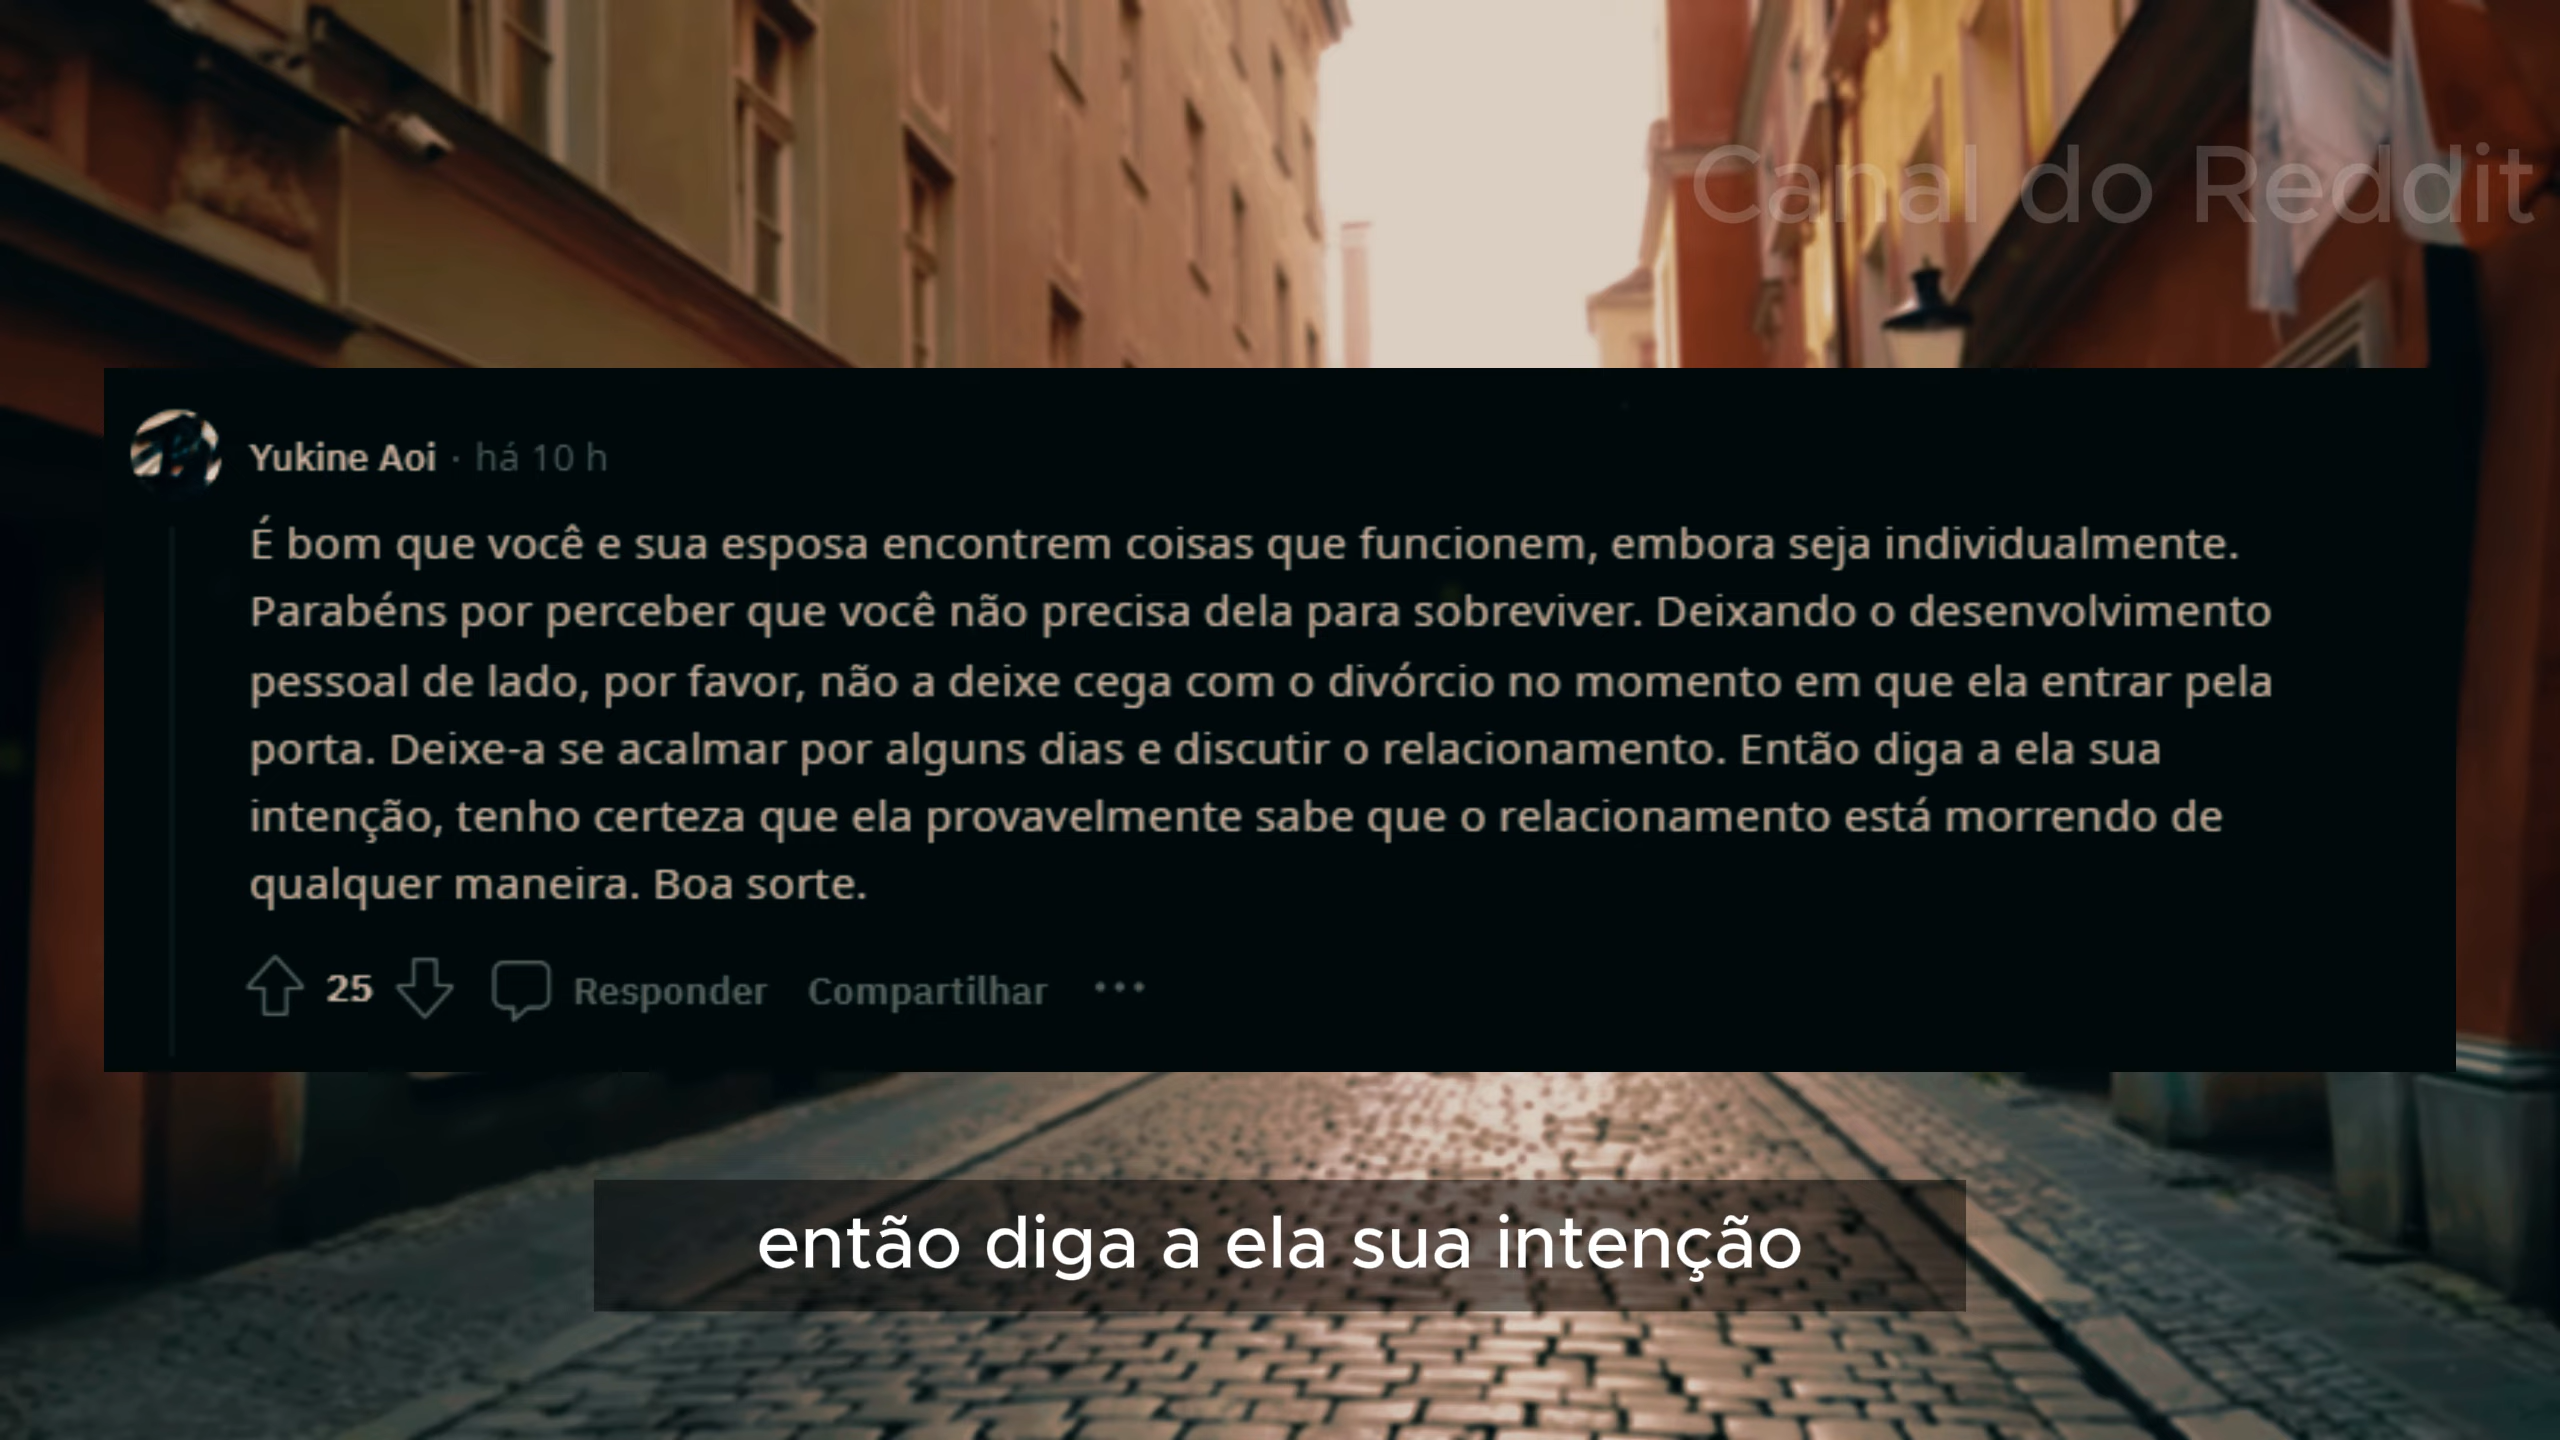 Canal do Reddit
Yukine Aoi · há 10 h
É bom que você e sua esposa encontrem coisas que funcionem, embora seja individualmente.
Parabéns por perceber que você não precisa dela para sobreviver. Deixando o desenvolvimento
pessoal de lado, por favor, não a deixe cega com o divórcio no momento em que ela entrar pela
porta. Deixe-a se acalmar por alguns dias e discutir o relacionamento. Então diga a ela sua
intenção, tenho certeza que ela provavelmente sabe que o relacionamento está morrendo de
qualquer maneira. Boa sorte.
25 Responder Compartilhar ...
então diga a ela sua intenção